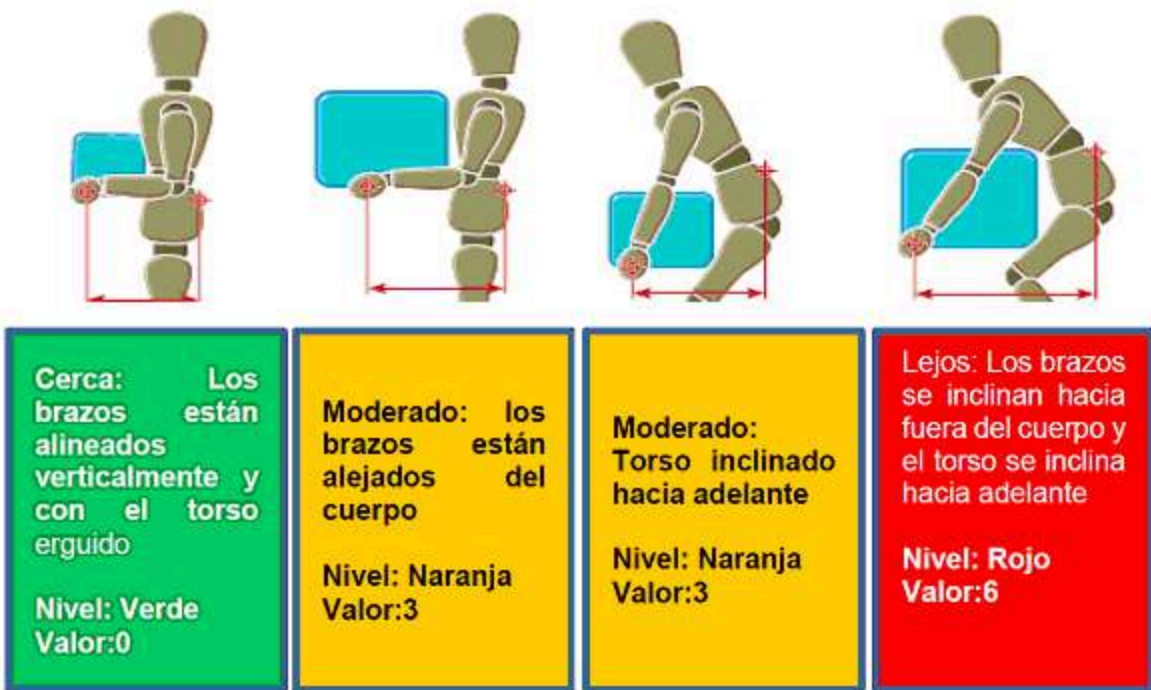 Cerca: Los
brazos están
alineados
verticalmente y
con el torso
erguido
Nivel: Verde
Valor:0
Moderado: los
brazos están
alejados del
cuerpo
Nivel: Naranja
Valor:3
Moderado:
Torso inclinado
hacia adelante
Nivel: Naranja
Valor:3
Lejos: Los brazos
se inclinan hacia
fuera del cuerpo y
el torso se inclina
hacia adelante
Nivel: Rojo
Valor:6